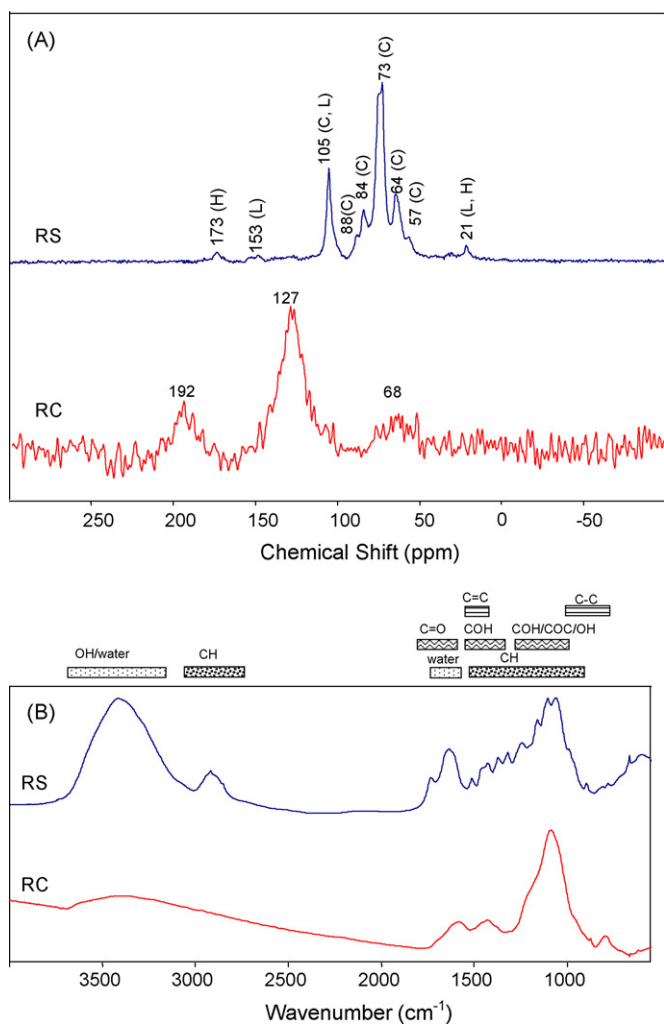 (A)
73 (C)
105 (C, L)
88(C)
84 (C)
64 (C)
57 (C)
173 (H)
153 (L)
21 (L, H)
RS
127
192
68
RC
250 200 150 100 50 0 -50
Chemical Shift (ppm)
C=C C-C
C=O COH COH/COC/OH
OH/water CH water CH
(B)
RS
RC
3500 3000 2500 2000 1500 1000
Wavenumber (cm⁻¹)